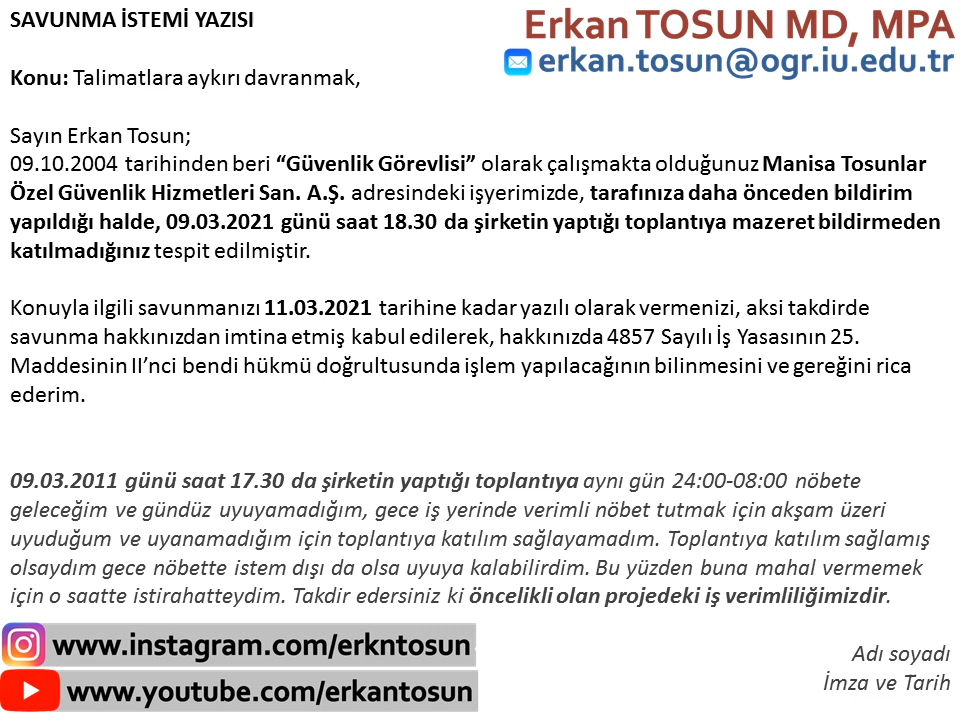 SAVUNMA İSTEMİ YAZISI
Erkan TOSUN MD, MPA
erkan.tosun@ogr.iu.edu.tr
Konu: Talimatlara aykırı davranmak,
Sayın Erkan Tosun;
09.10.2004 tarihinden beri “Güvenlik Görevlisi” olarak çalışmakta olduğunuz Manisa Tosunlar
Özel Güvenlik Hizmetleri San. A.Ş. adresindeki işyerimizde, tarafınıza daha önceden bildirim
yapıldığı halde, 09.03.2021 günü saat 18.30 da şirketin yaptığı toplantıya mazeret bildirmeden
katılmadığınız tespit edilmiştir.
Konuyla ilgili savunmanızı 11.03.2021 tarihine kadar yazılı olarak vermenizi, aksi takdirde
savunma hakkınızdan imtina etmiş kabul edilerek, hakkınızda 4857 Sayılı İş Yasasının 25.
Maddesinin II’nci bendi hükmü doğrultusunda işlem yapılacağının bilinmesini ve gereğini rica
ederim.
09.03.2011 günü saat 17.30 da şirketin yaptığı toplantıya aynı gün 24:00-08:00 nöbete
geleceğim ve gündüz uyuyamadığım, gece iş yerinde verimli nöbet tutmak için akşam üzeri
uyuduğum ve uyanamadığım için toplantıya katılım sağlayamadım. Toplantıya katılım sağlamış
olsaydım gece nöbette istem dışı da olsa uyuya kalabilirdim. Bu yüzden buna mahal vermemek
için o saatte istirahatteydim. Takdir edersiniz ki öncelikli olan projedeki iş verimliliğimizdir.
www.instagram.com/erkntosun
www.youtube.com/erkantosun
Adı soyadı
İmza ve Tarih